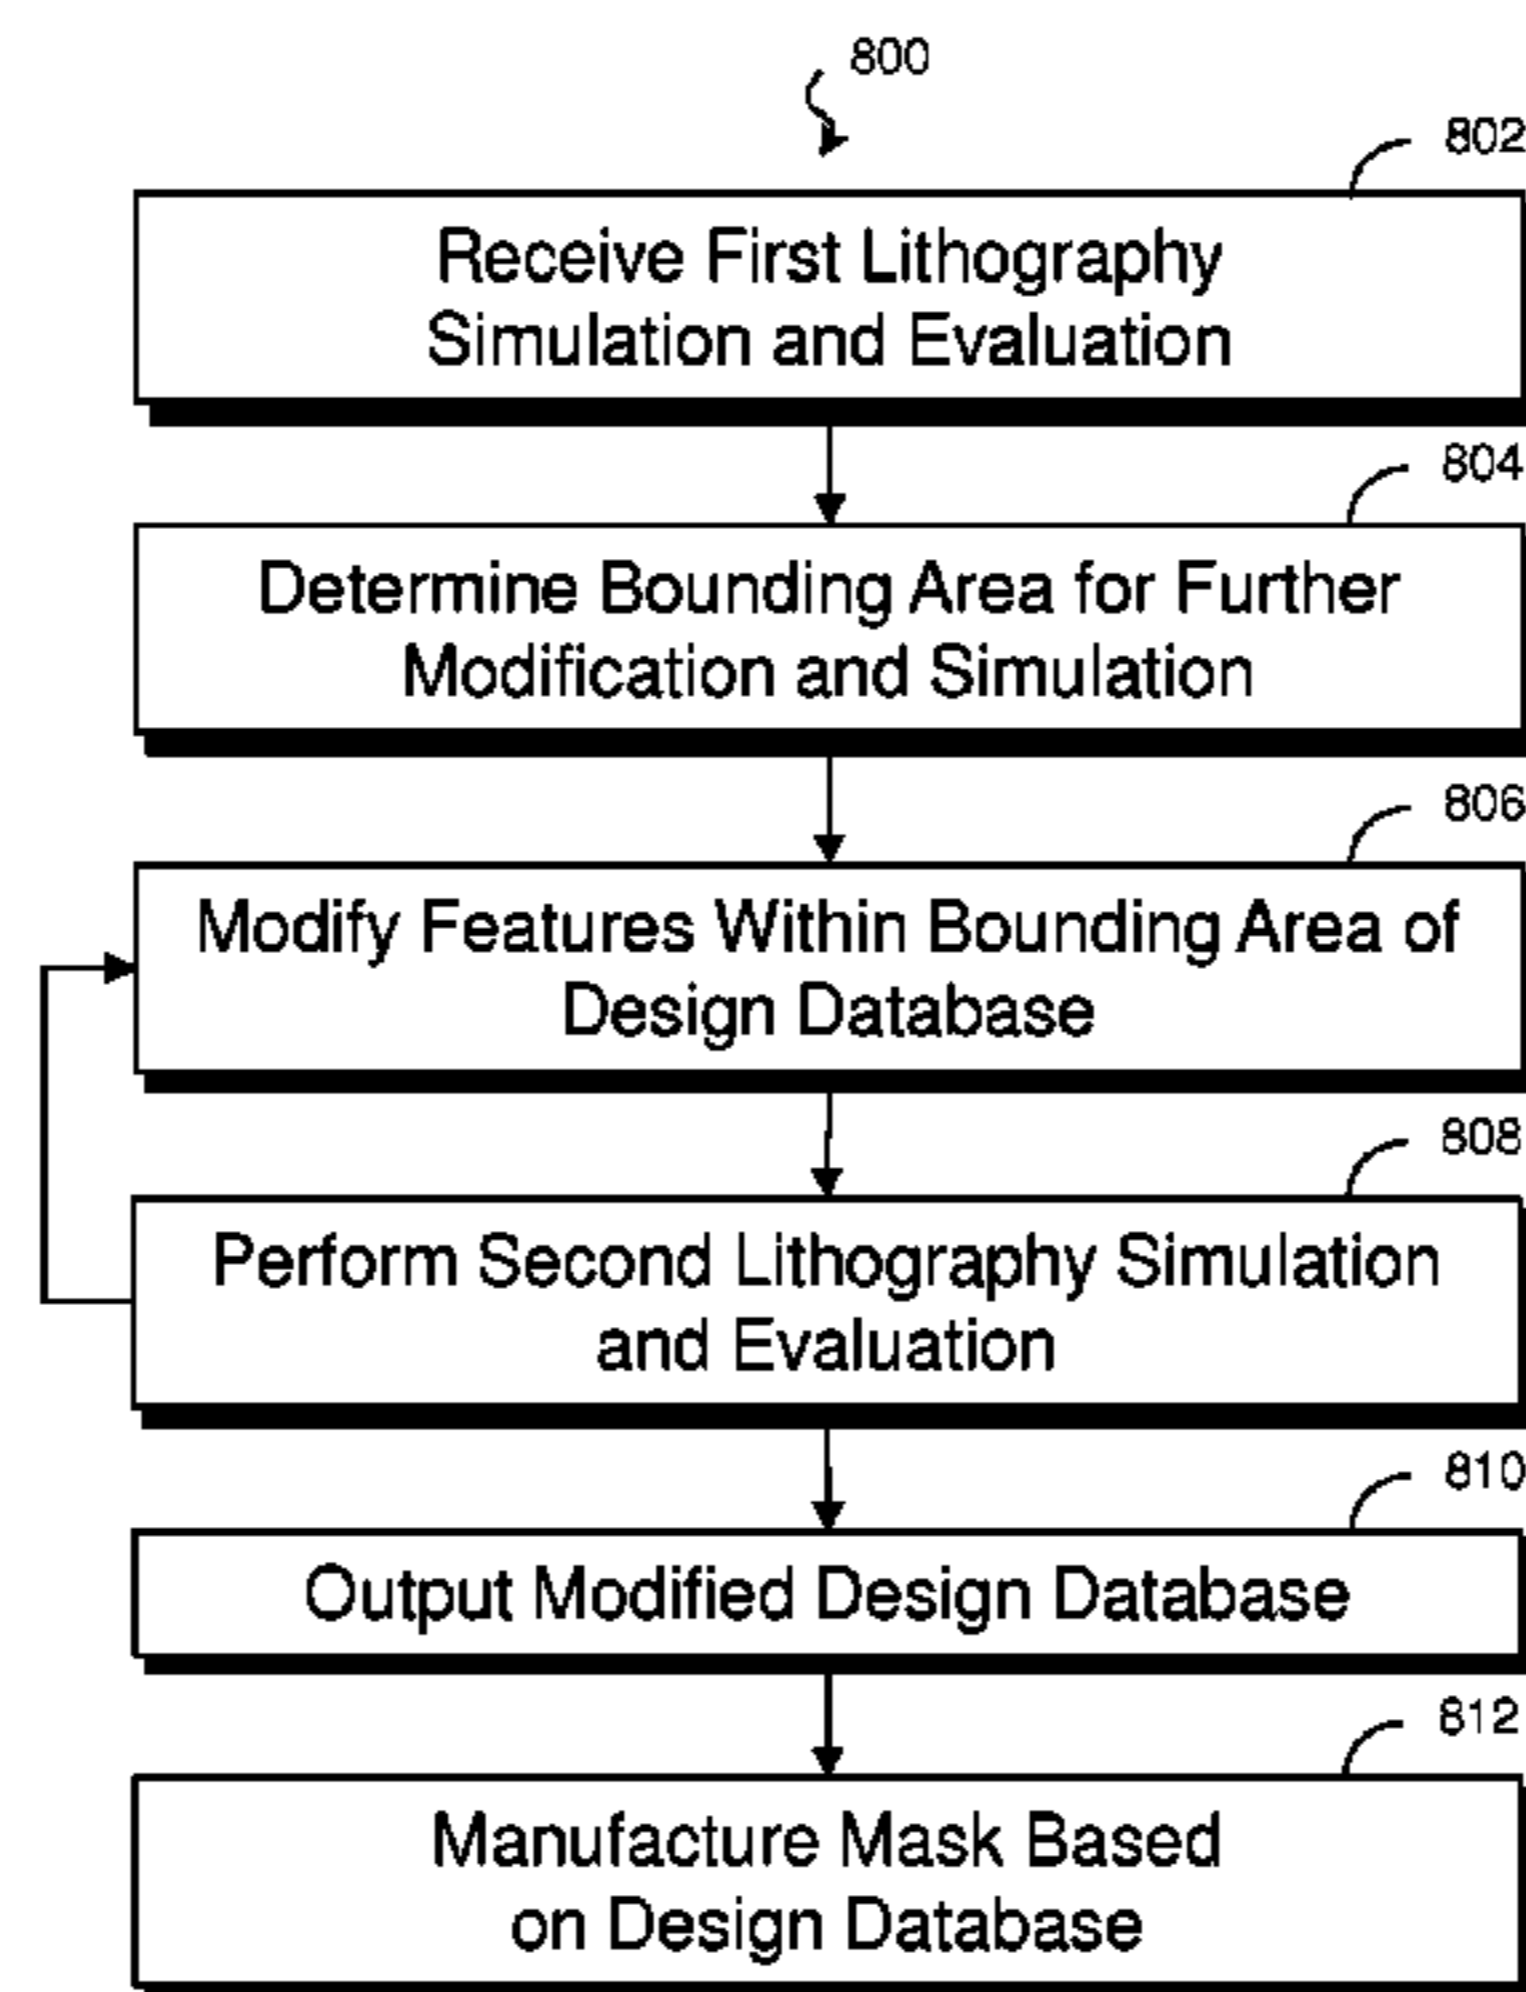 800
802
Receive First Lithography
Simulation and Evaluation
804
Determine Bounding Area for Further
Modification and Simulation
806
Modify Features Within Bounding Area of
Design Database
808
Perform Second Lithography Simulation
and Evaluation
810
Output Modified Design Database
812
Manufacture Mask Based
on Design Database